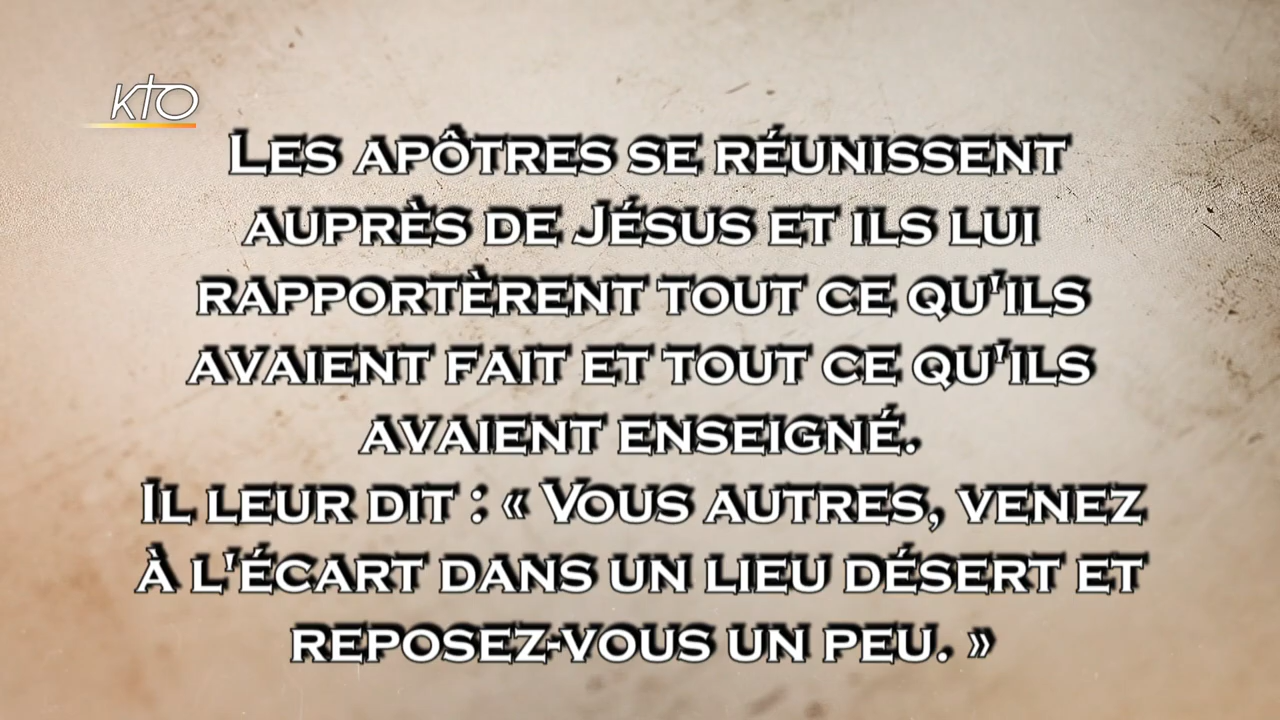 KTO
Les apôtres se réunissent
auprès de Jésus et ils lui
rapportèrent tout ce qu'ils
avaient fait et tout ce qu'ils
avaient enseigné.
Il leur dit : « Vous autres, venez
à l'écart dans un lieu désert et
reposez-vous un peu. »